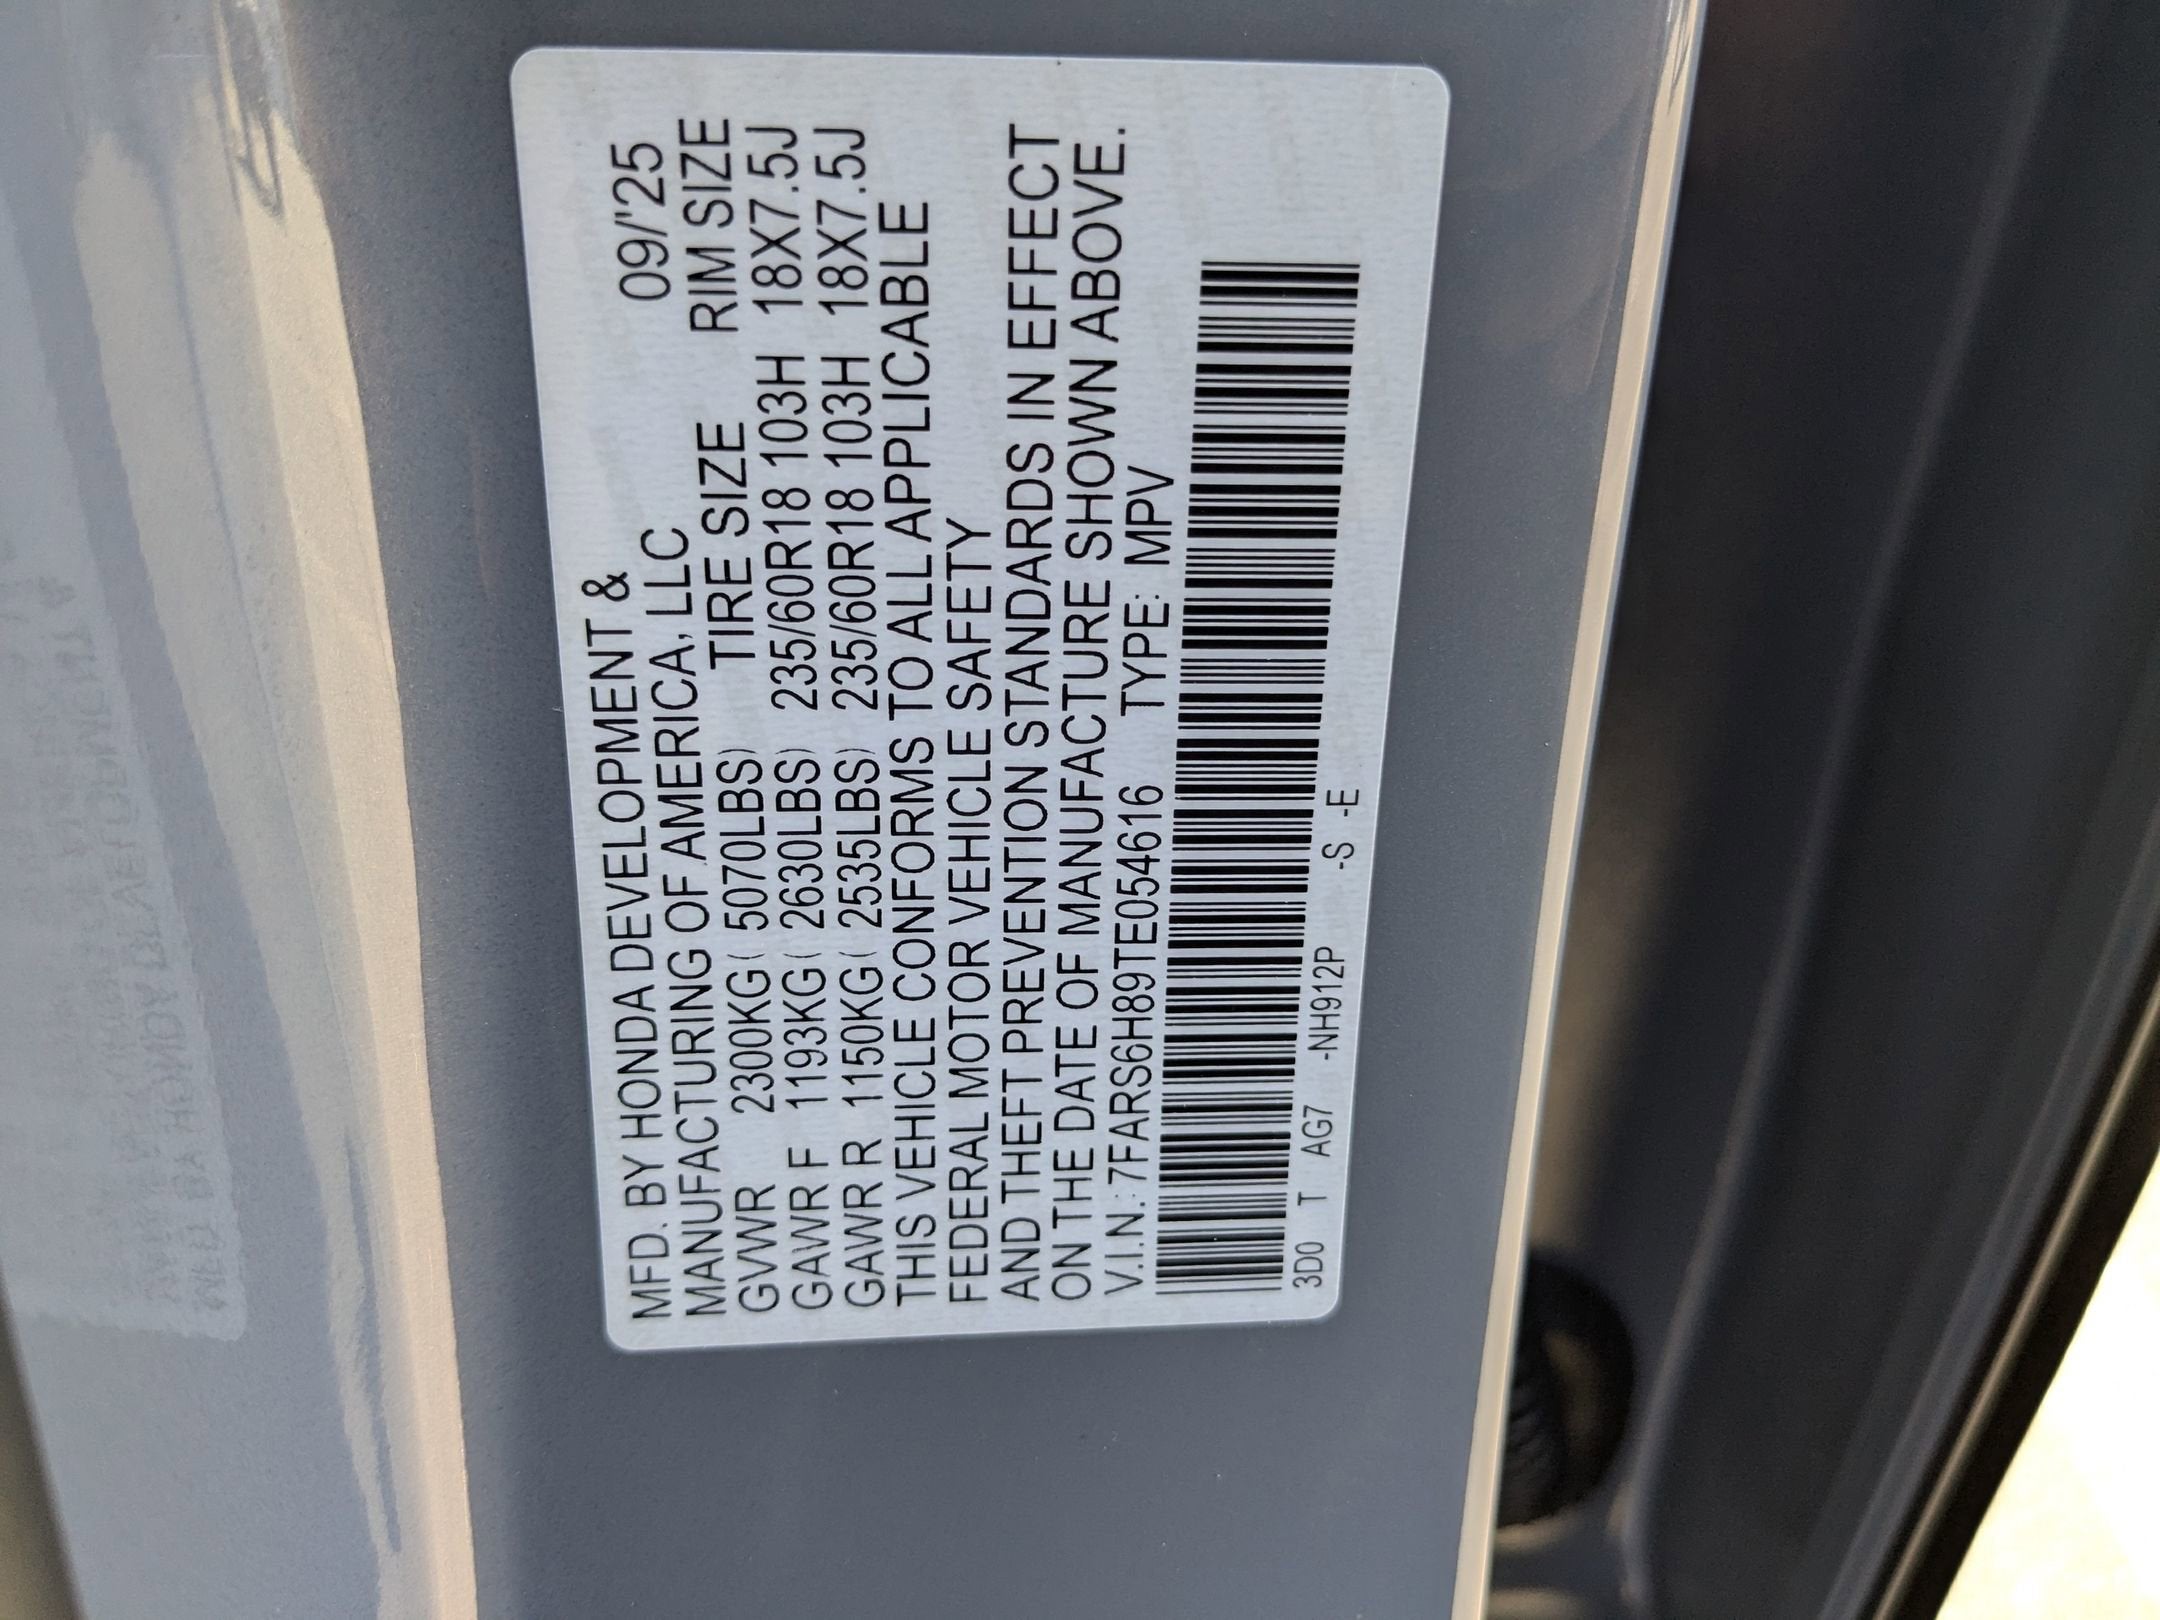 MFD. BY HONDA DEVELOPMENT &
MANUFACTURING OF AMERICA, LLC 09/'25
TIRE SIZE RIM SIZE
GVWR 2300KG( 5070LBS)
GAWR F 1193KG( 2630LBS) 235/60R18 103H 18X7.5J
GAWR R 1150KG( 2535LBS) 235/60R18 103H 18X7.5J
THIS VEHICLE CONFORMS TO ALL APPLICABLE
FEDERAL MOTOR VEHICLE SAFETY
AND THEFT PREVENTION STANDARDS IN EFFECT
ON THE DATE OF MANUFACTURE SHOWN ABOVE.
V.I.N.: 7FARS6H89TE054616 TYPE: MPV
3D0 T AG7 -NH912P -S -E